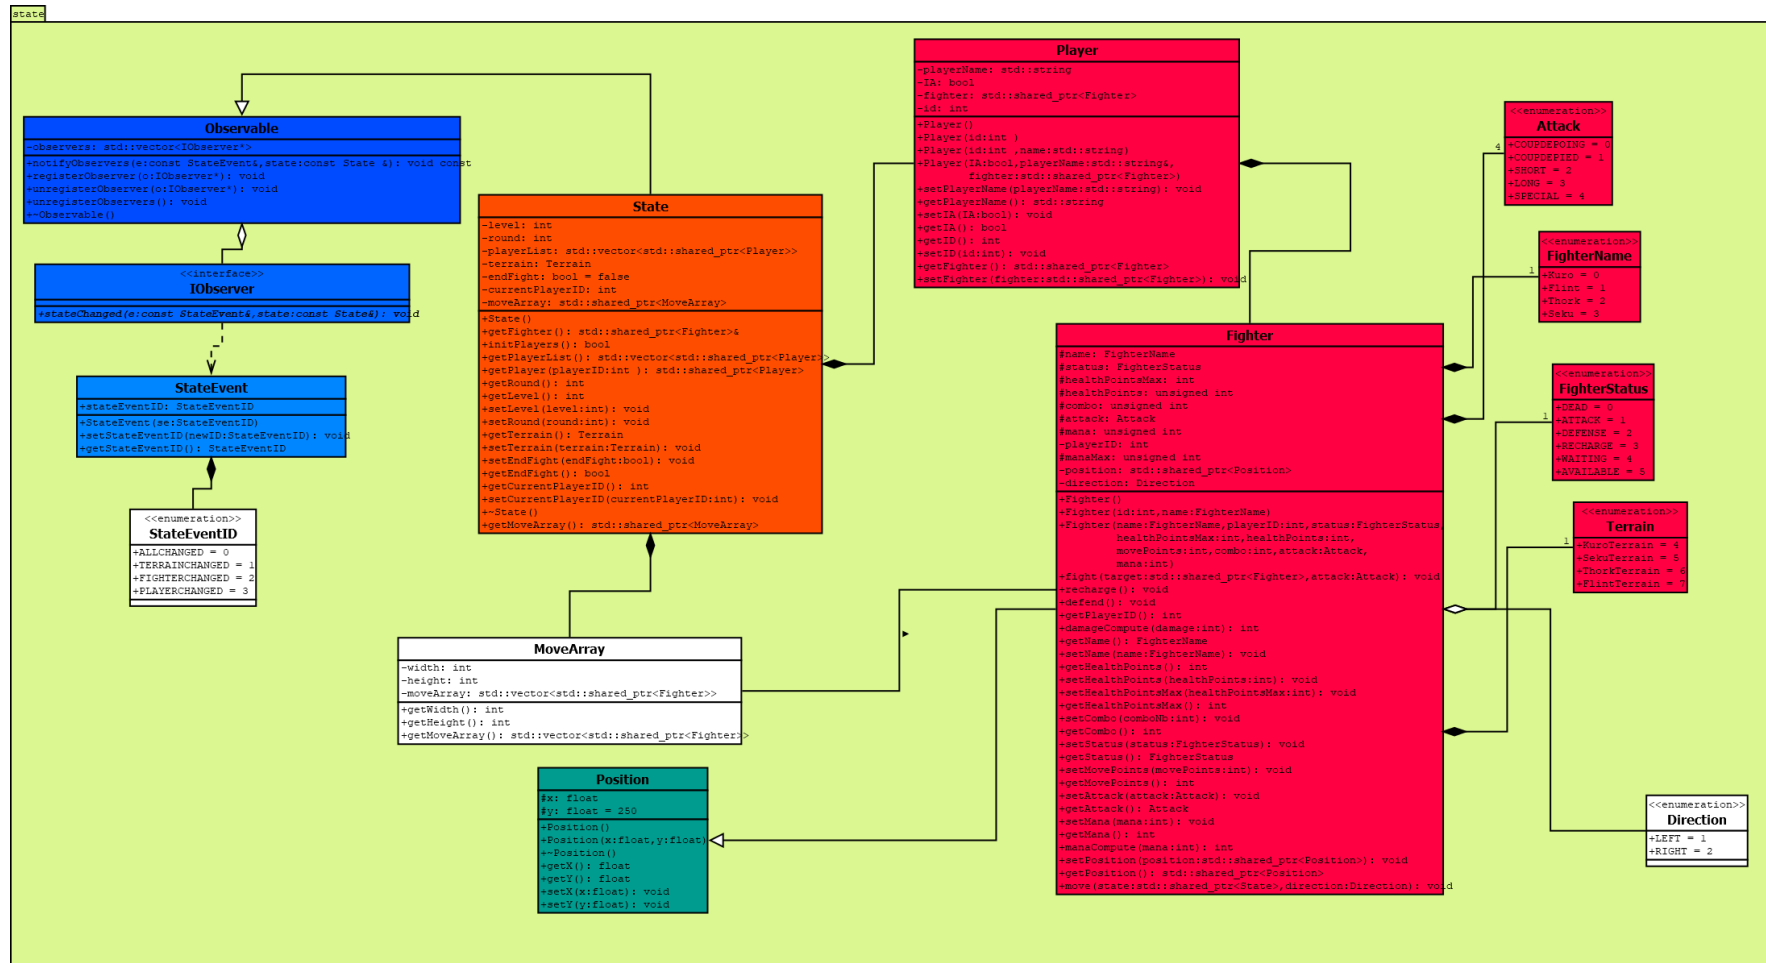 state
Observable
-observers: std::vector<IObserver*>
+notifyObservers(e:const StateEvent&,state:const State &): void const
+registerObserver(o:IObserver*): void
+unregisterObserver(o:IObserver*): void
+unregisterObservers(): void
+~Observable()
<<interface>>
IObserver
+stateChanged(e:const StateEvent&,state:const State&): void
StateEvent
+stateEventID: StateEventID
+StateEvent(se:StateEventID)
+setStateEventID(newID:StateEventID): void
+getStateEventID(): StateEventID
<<enumeration>>
StateEventID
+ALLCHANGED = 0
+TERRAINCHANGED = 1
+FIGHTERCHANGED = 2
+PLAYERCHANGED = 3
State
-level: int
-round: int
-playerList: std::vector<std::shared_ptr<Player>>
-terrain: Terrain
-endFight: bool = false
-currentPlayerID: int
-moveArray: std::shared_ptr<MoveArray>
+State()
+getFighter(): std::shared_ptr<Fighter>&
+initPlayers(): bool
+getPlayerList(): std::vector<std::shared_ptr<Player>>
+getPlayer(playerID:int ): std::shared_ptr<Player>
+getRound(): int
+getLevel(): int
+setLevel(level:int): void
+setRound(round:int): void
+getTerrain(): Terrain
+setTerrain(terrain:Terrain): void
+setEndFight(endFight:bool): void
+getEndFight(): bool
+getCurrentPlayerID(): int
+setCurrentPlayerID(currentPlayerID:int): void
+~State()
+getMoveArray(): std::shared_ptr<MoveArray>
MoveArray
-width: int
-height: int
-moveArray: std::vector<std::shared_ptr<Fighter>>
+getWidth(): int
+getHeight(): int
+getMoveArray(): std::vector<std::shared_ptr<Fighter>>
Position
#x: float
#y: float = 250
+Position()
+Position(x:float,y:float)
+~Position()
+getX(): float
+getY(): float
+setX(x:float): void
+setY(y:float): void
Player
-playerName: std::string
-IA: bool
-fighter: std::shared_ptr<Fighter>
-id: int
+Player()
+Player(id:int )
+Player(id:int ,name:std::string)
+Player(IA:bool,playerName:std::string&,
fighter:std::shared_ptr<Fighter>)
+setPlayerName(playerName:std::string): void
+getPlayerName(): std::string
+setIA(IA:bool): void
+getIA(): bool
+getID(): int
+setID(id:int): void
+getFighter(): std::shared_ptr<Fighter>
+setFighter(fighter:std::shared_ptr<Fighter>): void
Fighter
#name: FighterName
#status: FighterStatus
#healthPointsMax: int
#healthPoints: unsigned int
#combo: unsigned int
#attack: Attack
#mana: unsigned int
-playerID: int
#manaMax: unsigned int
-position: std::shared_ptr<Position>
-direction: Direction
+Fighter()
+Fighter(id:int,name:FighterName)
+Fighter(name:FighterName,playerID:int,status:FighterStatus,
healthPointsMax:int,healthPoints:int,
movePoints:int,combo:int,attack:Attack,
mana:int)
+fight(target:std::shared_ptr<Fighter>,attack:Attack): void
+recharge(): void
+defend(): void
+getPlayerID(): int
+damageCompute(damage:int): int
+getName(): FighterName
+setName(name:FighterName): void
+getHealthPoints(): int
+setHealthPoints(healthPoints:int): void
+setHealthPointsMax(healthPointsMax:int): void
+getHealthPointsMax(): int
+setCombo(comboNb:int): void
+getCombo(): int
+setStatus(status:FighterStatus): void
+getStatus(): FighterStatus
+setMovePoints(movePoints:int): void
+getMovePoints(): int
+setAttack(attack:Attack): void
+getAttack(): Attack
+setMana(mana:int): void
+getMana(): int
+manaCompute(mana:int): int
+setPosition(position:std::shared_ptr<Position>): void
+getPosition(): std::shared_ptr<Position>
+move(state:std::shared_ptr<State>,direction:Direction): void
<<enumeration>>
Attack
+COUPDEPOING = 0
4
+COUPDEPIED = 1
+SHORT = 2
+LONG = 3
+SPECIAL = 4
<<enumeration>>
FighterName
1
+Kuro = 0
+Flint = 1
+Thork = 2
+Seku = 3
<<enumeration>>
FighterStatus
+DEAD = 0
1
+ATTACK = 1
+DEFENSE = 2
+RECHARGE = 3
+WAITING = 4
+AVAILABLE = 5
<<enumeration>>
Terrain
1
+KuroTerrain = 4
+SekuTerrain = 5
+ThorkTerrain = 6
+FlintTerrain = 7
<<enumeration>>
Direction
+LEFT = 1
+RIGHT = 2